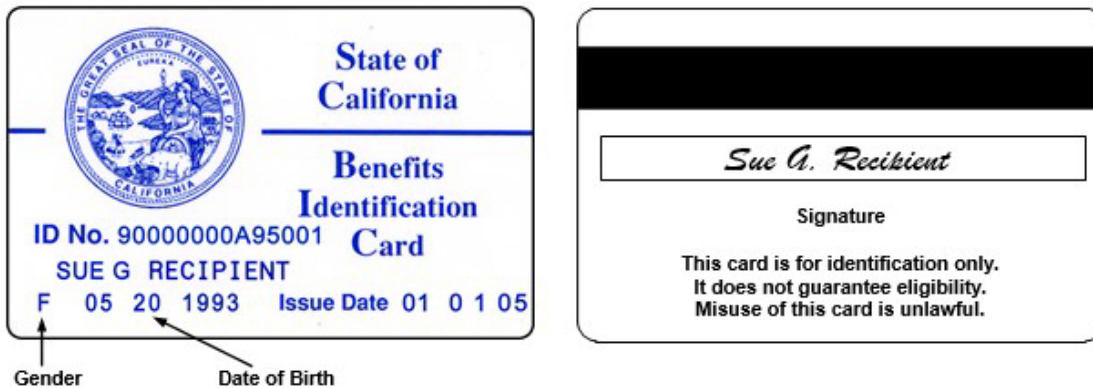 THE GREAT SEAL OF THE STATE OF
EUREKA
CALIFORNIA
State of
California
Benefits
Identification
Card
ID No. 90000000A95001
SUE G RECIPIENT
F 05 20 1993 Issue Date 01 0 1 05
Gender
Date of Birth
Sue G. Recipient
Signature
This card is for identification only.
It does not guarantee eligibility.
Misuse of this card is unlawful.